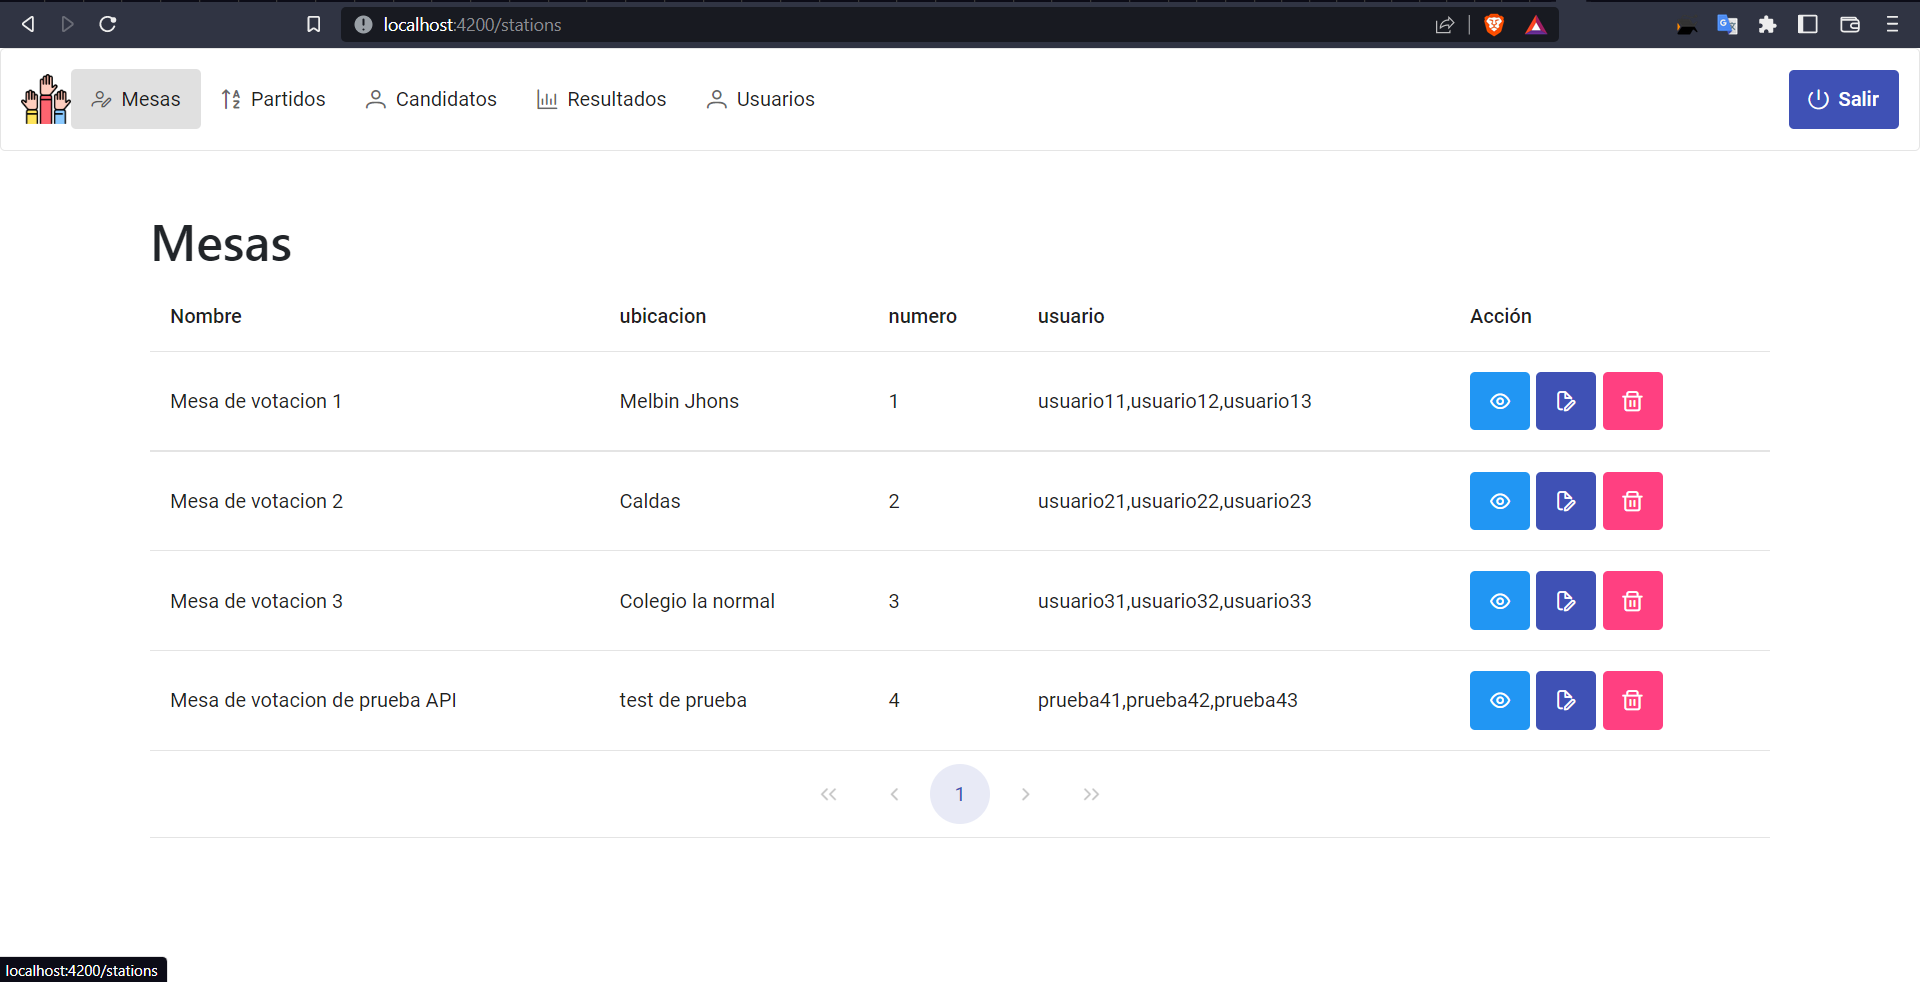 localhost:4200/stations
Mesas Partidos Candidatos Resultados Usuarios Salir
Mesas
Nombre ubicacion numero usuario Acción
Mesa de votacion 1 Melbin Jhons 1 usuario11,usuario12,usuario13
Mesa de votacion 2 Caldas 2 usuario21,usuario22,usuario23
Mesa de votacion 3 Colegio la normal 3 usuario31,usuario32,usuario33
Mesa de votacion de prueba API test de prueba 4 prueba41,prueba42,prueba43
1
localhost:4200/stations